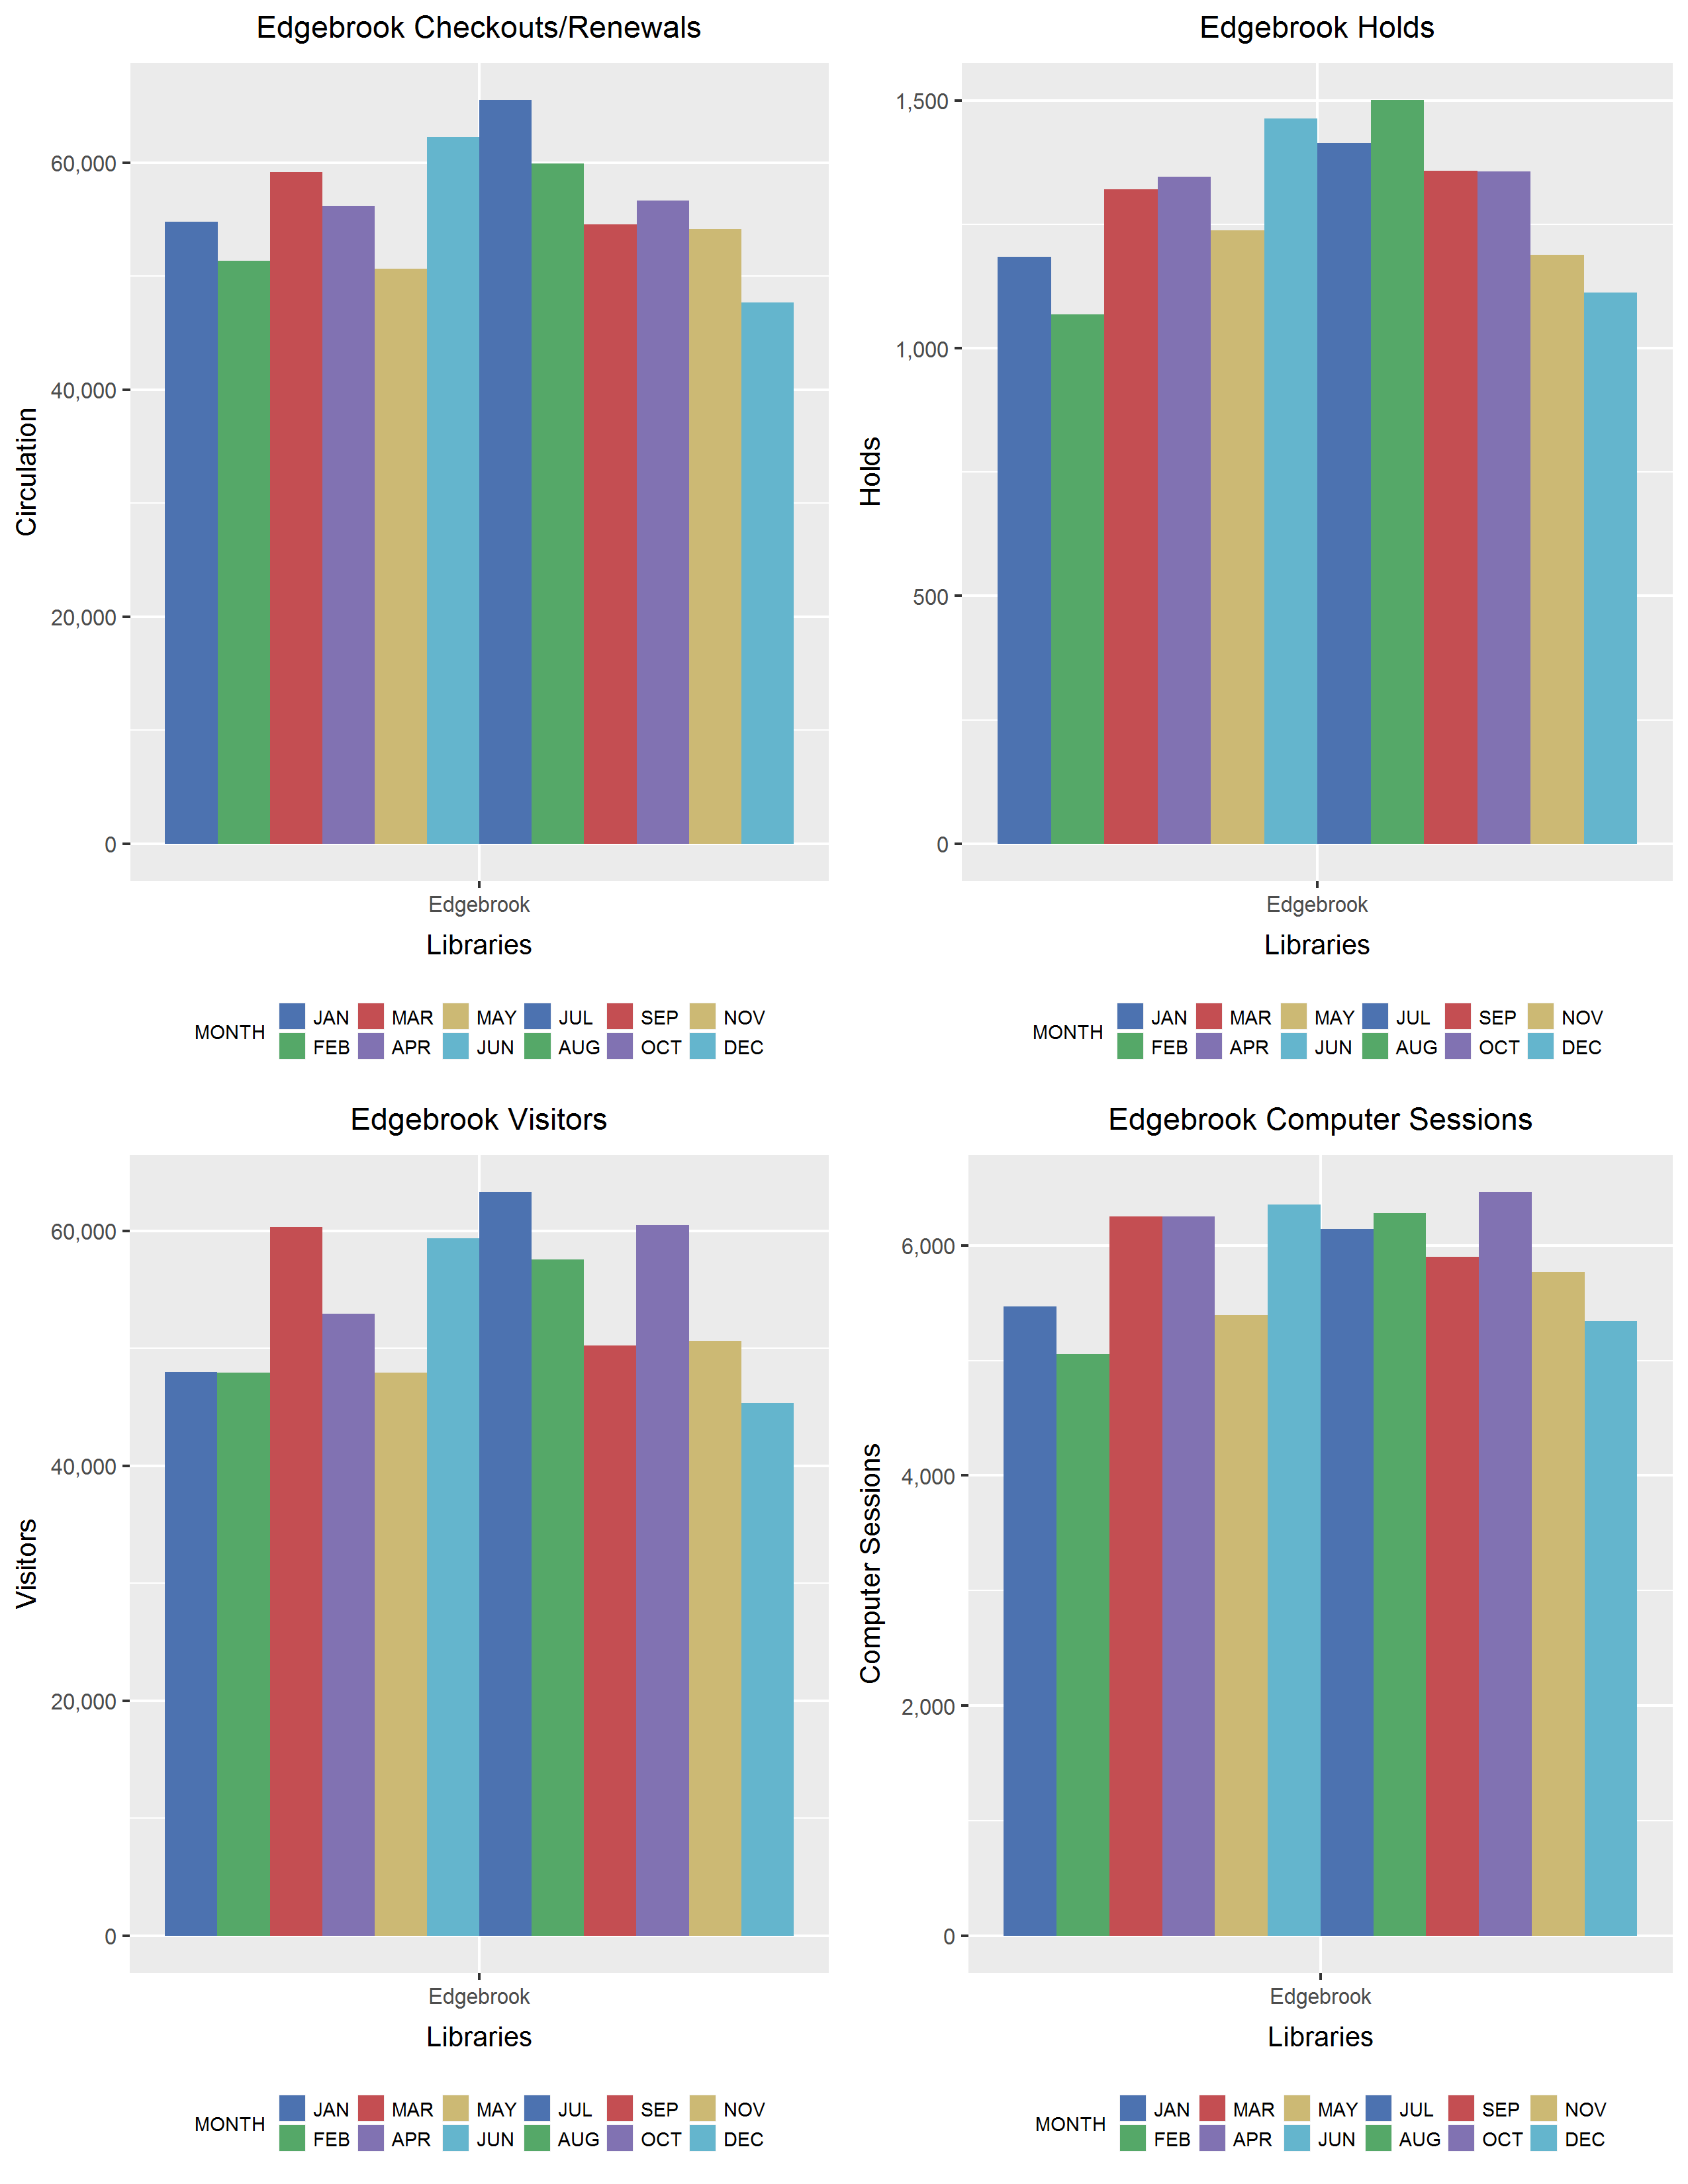 Edgebrook Checkouts/Renewals
Circulation
60,000
40,000
20,000
0
Edgebrook
Libraries
MONTH
JAN MAR MAY JUL SEP NOV
FEB APR JUN AUG OCT DEC
Edgebrook Holds
Holds
1,500
1,000
500
0
Edgebrook
Libraries
MONTH
JAN MAR MAY JUL SEP NOV
FEB APR JUN AUG OCT DEC
Edgebrook Visitors
Visitors
60,000
40,000
20,000
0
Edgebrook
Libraries
MONTH
JAN MAR MAY JUL SEP NOV
FEB APR JUN AUG OCT DEC
Edgebrook Computer Sessions
Computer Sessions
6,000
4,000
2,000
0
Edgebrook
Libraries
MONTH
JAN MAR MAY JUL SEP NOV
FEB APR JUN AUG OCT DEC